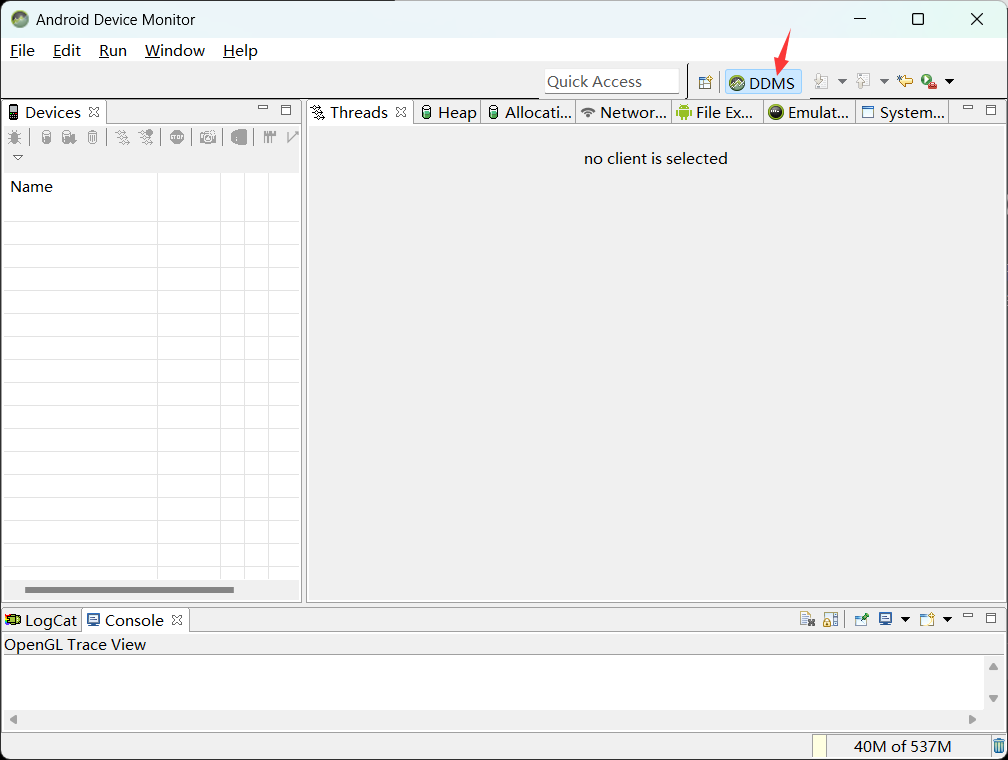 Android Device Monitor
File Edit Run Window Help
Quick Access DDMS
Devices Threads Heap Allocati... Networ... File Ex... Emulat... System...
no client is selected
Name
LogCat Console
OpenGL Trace View
40M of 537M